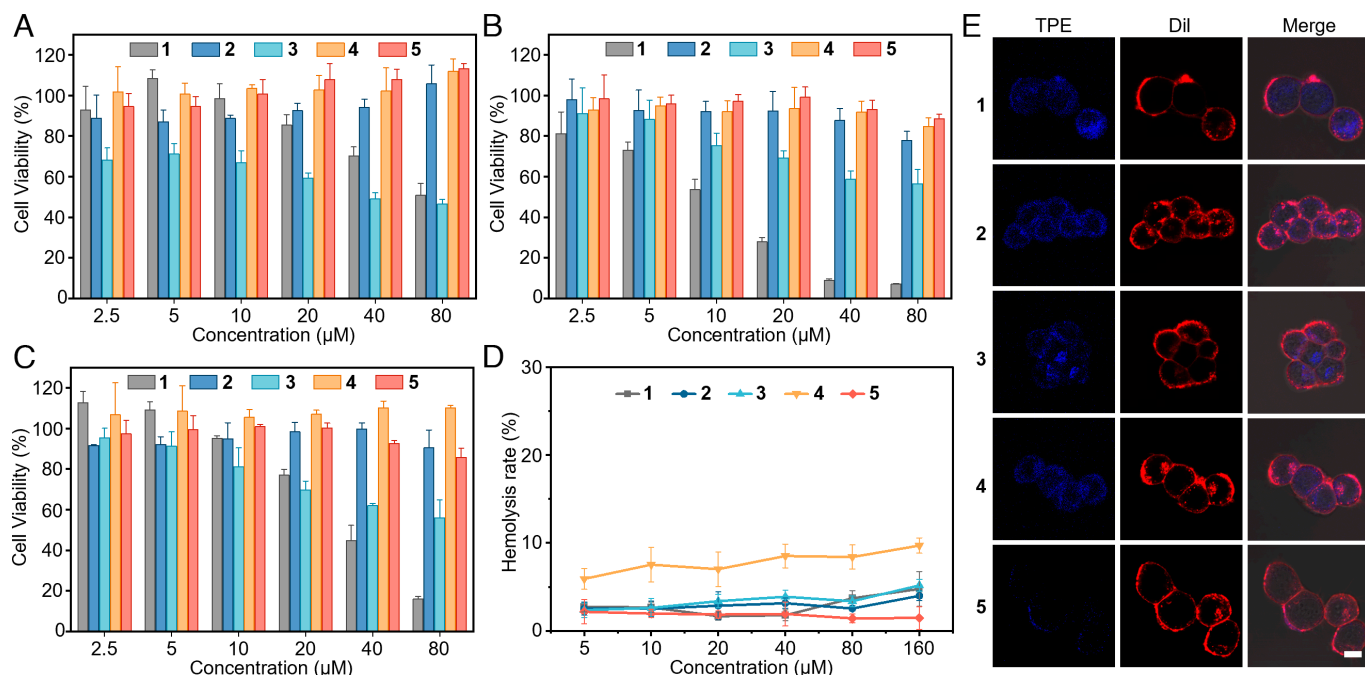 A
120
100
80
60
40
20
0
Cell Viability (%)
1 2 3 4 5
2.5 5 10 20 40 80
Concentration (µM)
B
120
100
80
60
40
20
0
Cell Viability (%)
1 2 3 4 5
2.5 5 10 20 40 80
Concentration (µM)
C
120
100
80
60
40
20
0
Cell Viability (%)
1 2 3 4 5
2.5 5 10 20 40 80
Concentration (µM)
D
30
20
10
0
Hemolysis rate (%)
1 2 3 4 5
5 10 20 40 80 160
Concentration (µM)
E
TPE Dil Merge
1
2
3
4
5